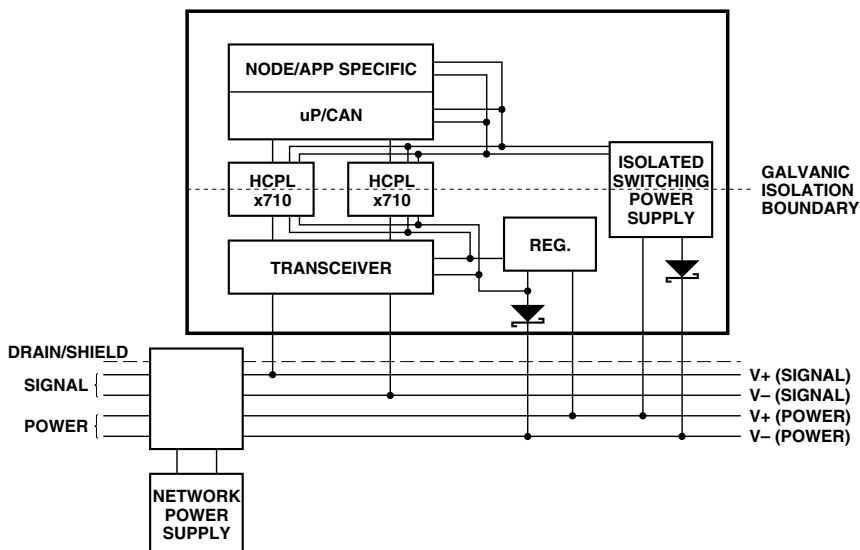 NODE/APP SPECIFIC
uP/CAN
HCPL
x710
HCPL
x710
ISOLATED
SWITCHING
POWER
SUPPLY
GALVANIC
ISOLATION
BOUNDARY
TRANSCEIVER
REG.
DRAIN/SHIELD
SIGNAL
POWER
V+ (SIGNAL)
V– (SIGNAL)
V+ (POWER)
V– (POWER)
NETWORK
POWER
SUPPLY